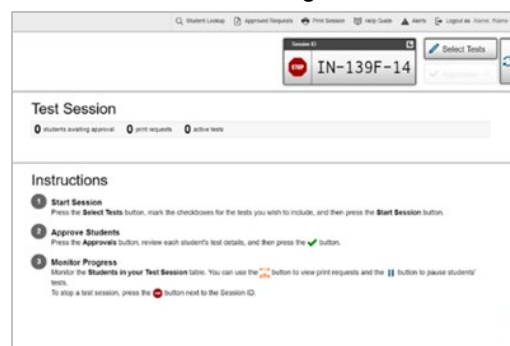 Student Lookup Approved Requests Print Session Help Guide Alerts Logout as Name, Name
Session ID
STOP IN-139F-14
Select Tests
Approvals
Test Session
0 students awaiting approval 0 print requests 0 active tests
Instructions
1 Start Session
Press the Select Tests button, mark the checkboxes for the tests you wish to include, and then press the Start Session button.
2 Approve Students
Press the Approvals button, review each student's test details, and then press the button.
3 Monitor Progress
Monitor the Students in your Test Session table. You can use the button to view print requests and the button to pause students'
tests.
To stop a test session, press the button next to the Session ID.